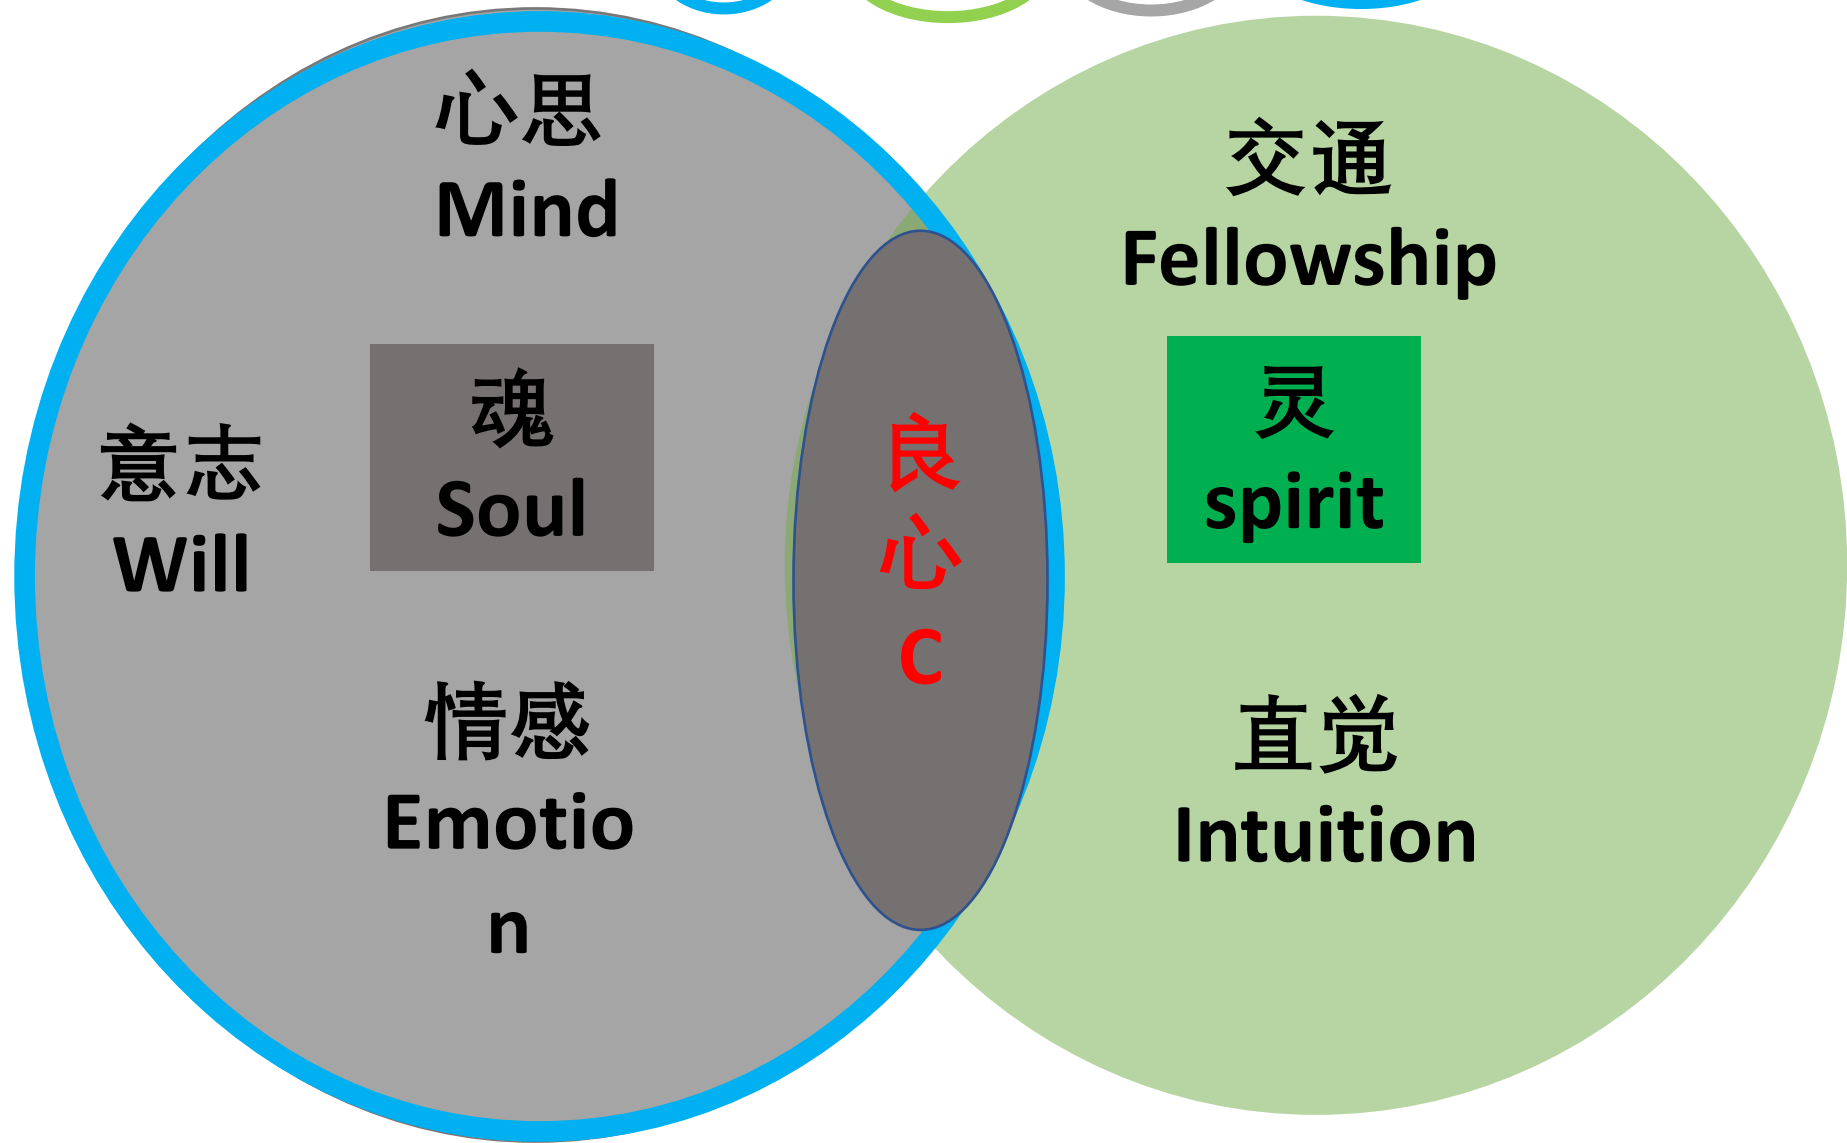 心思
Mind
意志
Will
魂
Soul
情感
Emotio
n
良
心
C
交通
Fellowship
灵
spirit
直觉
Intuition